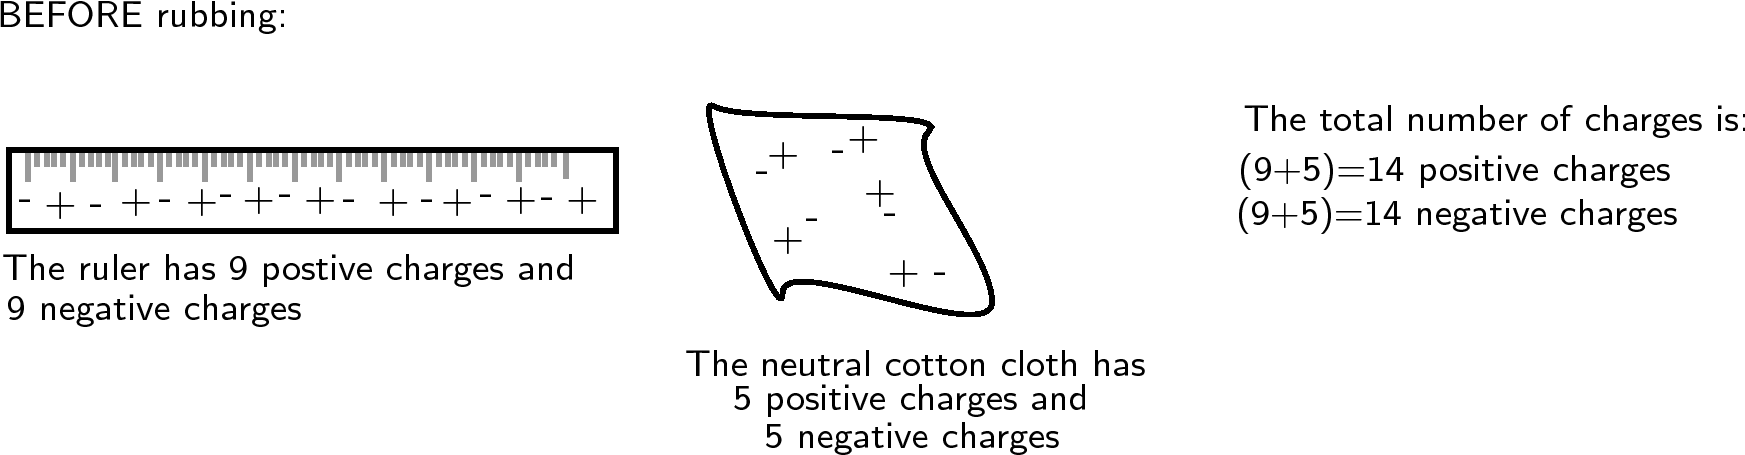 BEFORE rubbing:
- + - + - + - + - + - + - + - + - +
The ruler has 9 postive charges and
9 negative charges
- + - +
+ -
-
+
+ -
The neutral cotton cloth has
5 positive charges and
5 negative charges
The total number of charges is:
(9+5)=14 positive charges
(9+5)=14 negative charges